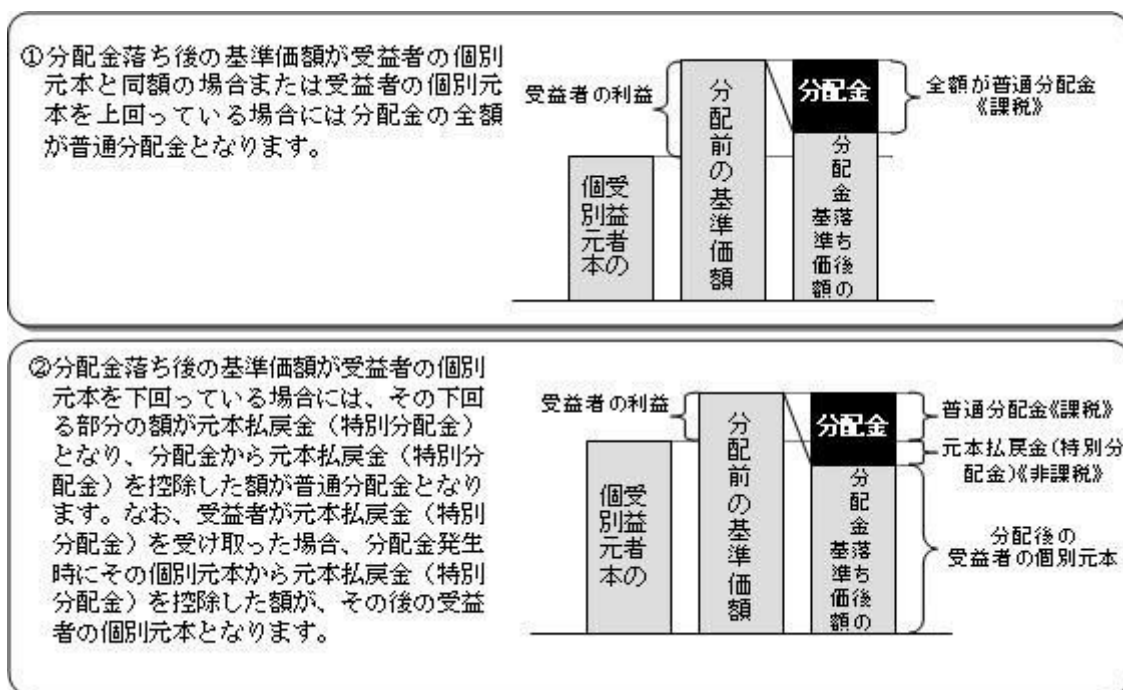 ①分配金落ち後の基準価額が受益者の個別
元本と同額の場合または受益者の個別元
本を上回っている場合には分配金の全額
が普通分配金となります。
受益者の利益
受益者の
個別元本
分配前の基準価額
分配金
分配金落ち後の
基準価額
全額が普通分配金
《課税》
②分配金落ち後の基準価額が受益者の個別
元本を下回っている場合には、その下回
る部分の額が元本払戻金（特別分配金）
となり、分配金から元本払戻金（特別分
配金）を控除した額が普通分配金となり
ます。なお、受益者が元本払戻金（特別
分配金）を受け取った場合、分配金発生
時にその個別元本から元本払戻金（特別
分配金）を控除した額が、その後の受益
者の個別元本となります。
受益者の利益
受益者の
個別元本
分配前の基準価額
分配金
分配金落ち後の
基準価額
普通分配金《課税》
元本払戻金(特別分
配金)《非課税》
分配後の
受益者の個別元本